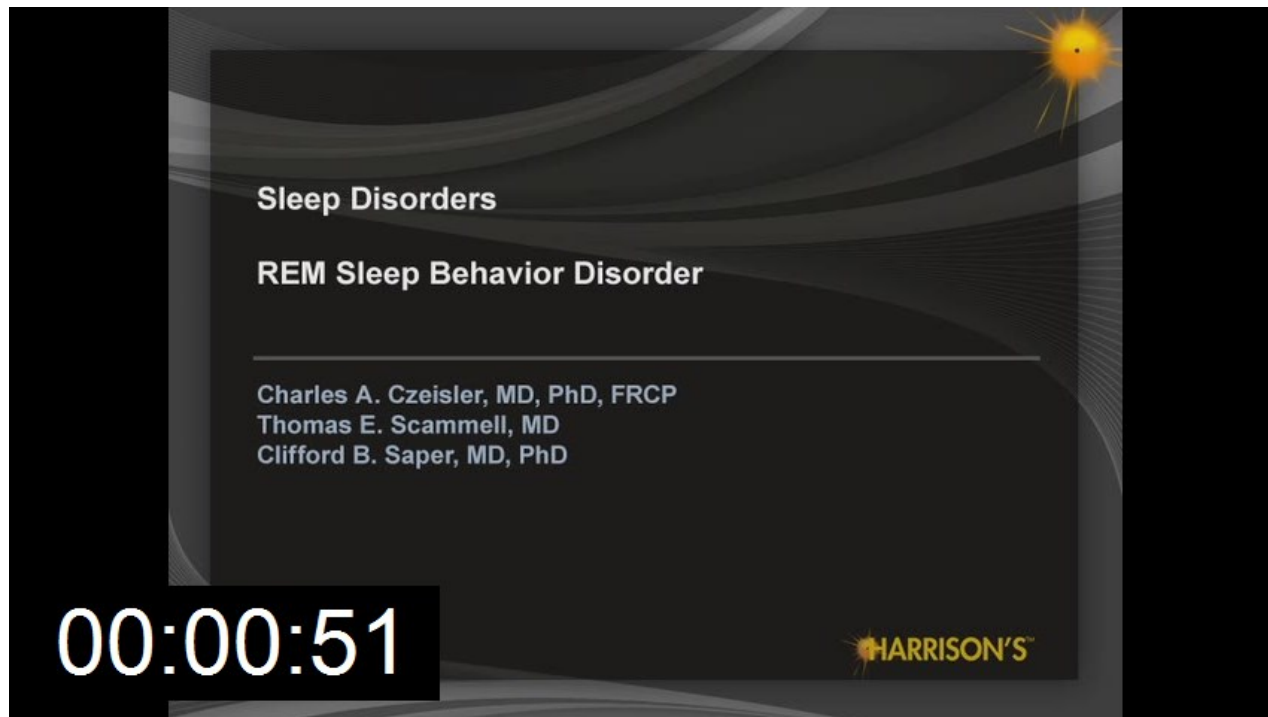 Sleep Disorders
REM Sleep Behavior Disorder
Charles A. Czeisler, MD, PhD, FRCP
Thomas E. Scammell, MD
Clifford B. Saper, MD, PhD
00:00:51
HARRISON'S™